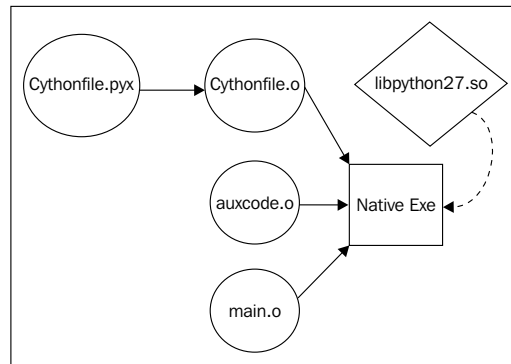 Cythonfile.pyx
Cythonfile.o
libpython27.so
auxcode.o
Native Exe
main.o